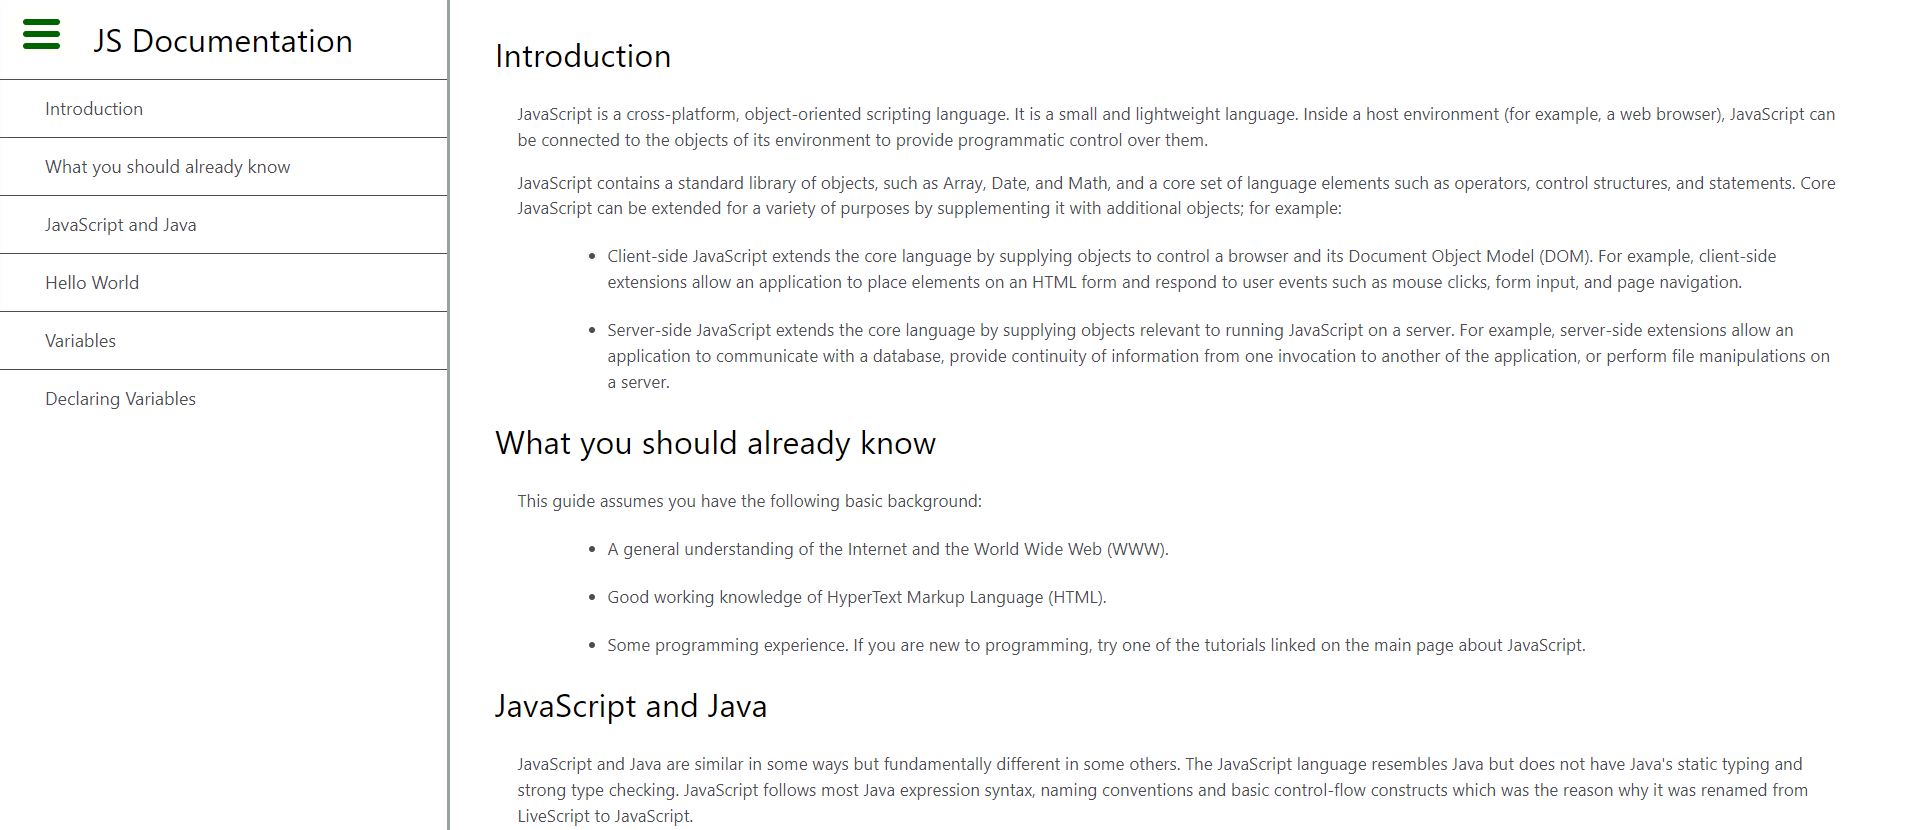 JS Documentation
Introduction
What you should already know
JavaScript and Java
Hello World
Variables
Declaring Variables
Introduction
JavaScript is a cross-platform, object-oriented scripting language. It is a small and lightweight language. Inside a host environment (for example, a web browser), JavaScript can
be connected to the objects of its environment to provide programmatic control over them.
JavaScript contains a standard library of objects, such as Array, Date, and Math, and a core set of language elements such as operators, control structures, and statements. Core
JavaScript can be extended for a variety of purposes by supplementing it with additional objects; for example:
• Client-side JavaScript extends the core language by supplying objects to control a browser and its Document Object Model (DOM). For example, client-side
extensions allow an application to place elements on an HTML form and respond to user events such as mouse clicks, form input, and page navigation.
• Server-side JavaScript extends the core language by supplying objects relevant to running JavaScript on a server. For example, server-side extensions allow an
application to communicate with a database, provide continuity of information from one invocation to another of the application, or perform file manipulations on
a server.
What you should already know
This guide assumes you have the following basic background:
• A general understanding of the Internet and the World Wide Web (WWW).
• Good working knowledge of HyperText Markup Language (HTML).
• Some programming experience. If you are new to programming, try one of the tutorials linked on the main page about JavaScript.
JavaScript and Java
JavaScript and Java are similar in some ways but fundamentally different in some others. The JavaScript language resembles Java but does not have Java's static typing and
strong type checking. JavaScript follows most Java expression syntax, naming conventions and basic control-flow constructs which was the reason why it was renamed from
LiveScript to JavaScript.